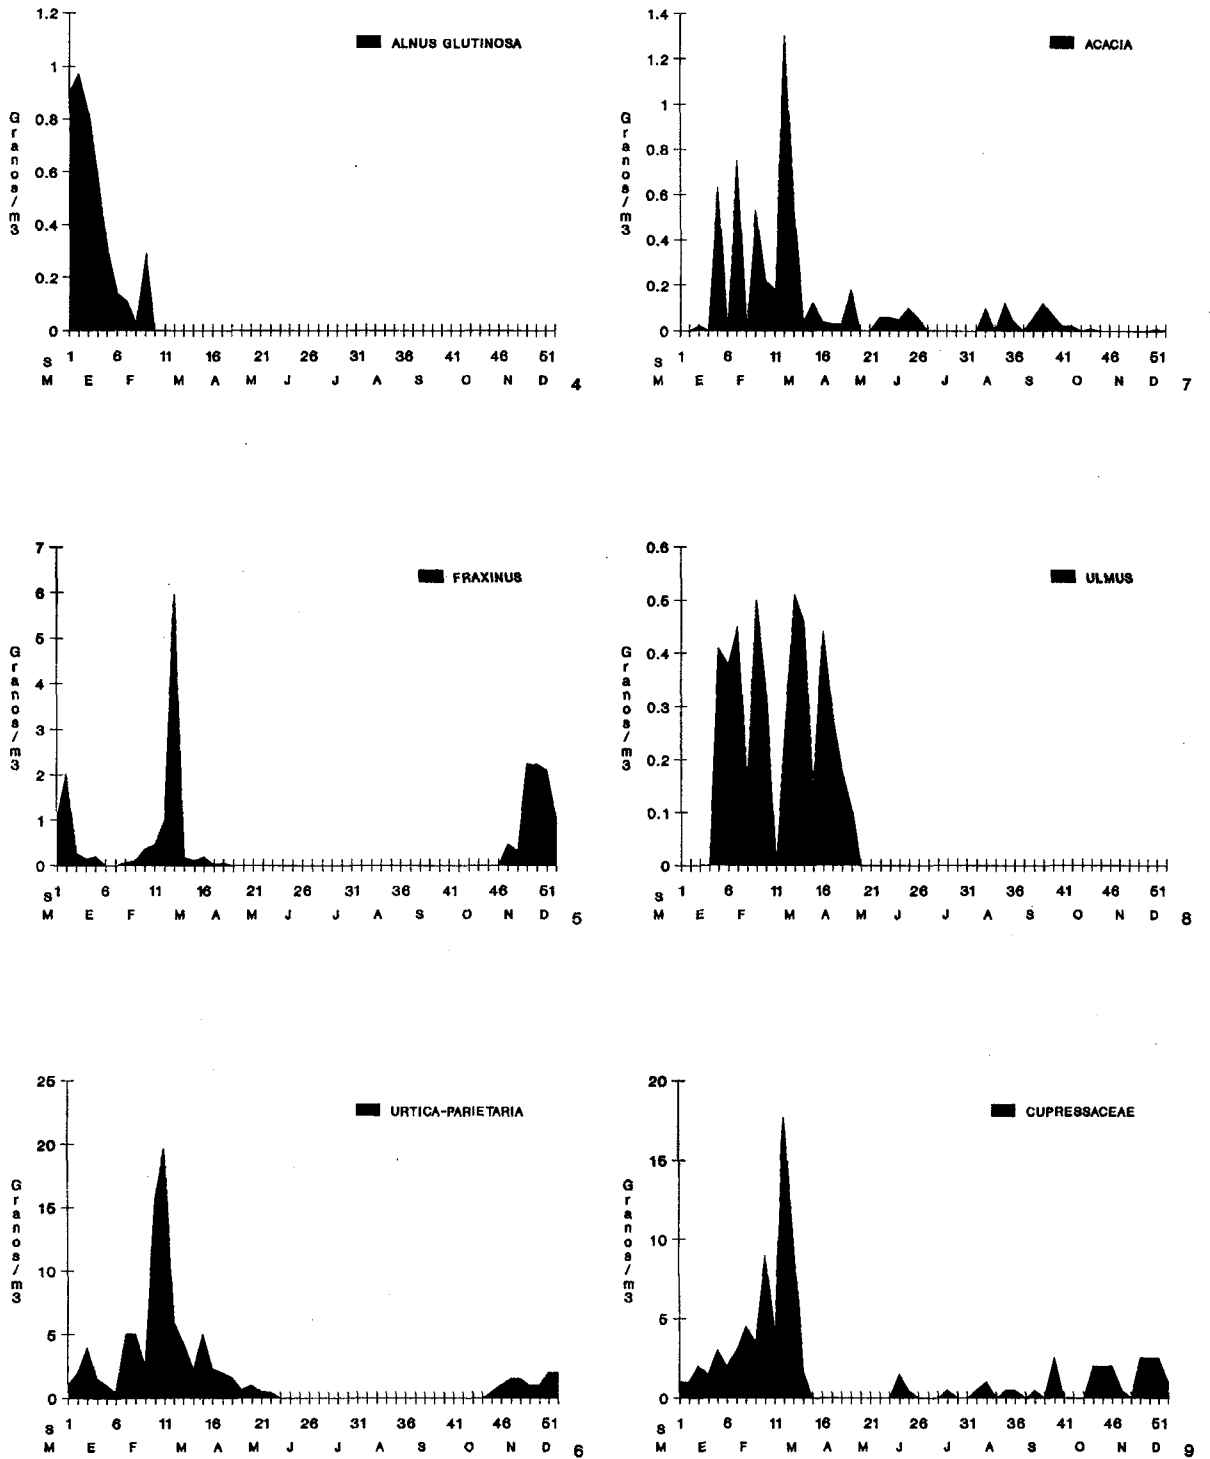 1.2
ALNUS GLUTINOSA
1
0.8
0.6
0.4
0.2
0
Granos/m3
S 1 6 11 16 21 26 31 36 41 46 51
M E F M A M J J A S O N D 4
1.4
ACACIA
1.2
1
0.8
0.6
0.4
0.2
0
Granos/m3
S 1 6 11 16 21 26 31 36 41 46 51
M E F M A M J J A S O N D 7
7
FRAXINUS
6
5
4
3
2
1
0
Granos/m3
S 1 6 11 16 21 26 31 36 41 46 51
M E F M A M J J A S O N D 5
0.6
ULMUS
0.5
0.4
0.3
0.2
0.1
0
Granos/m3
S 1 6 11 16 21 26 31 36 41 46 51
M E F M A M J J A S O N D 8
25
URTICA-PARIETARIA
20
15
10
5
0
Granos/m3
S 1 6 11 16 21 26 31 36 41 46 51
M E F M A M J J A S O N D 6
20
CUPRESSACEAE
15
10
5
0
Granos/m3
S 1 6 11 16 21 26 31 36 41 46 51
M E F M A M J J A S O N D 9